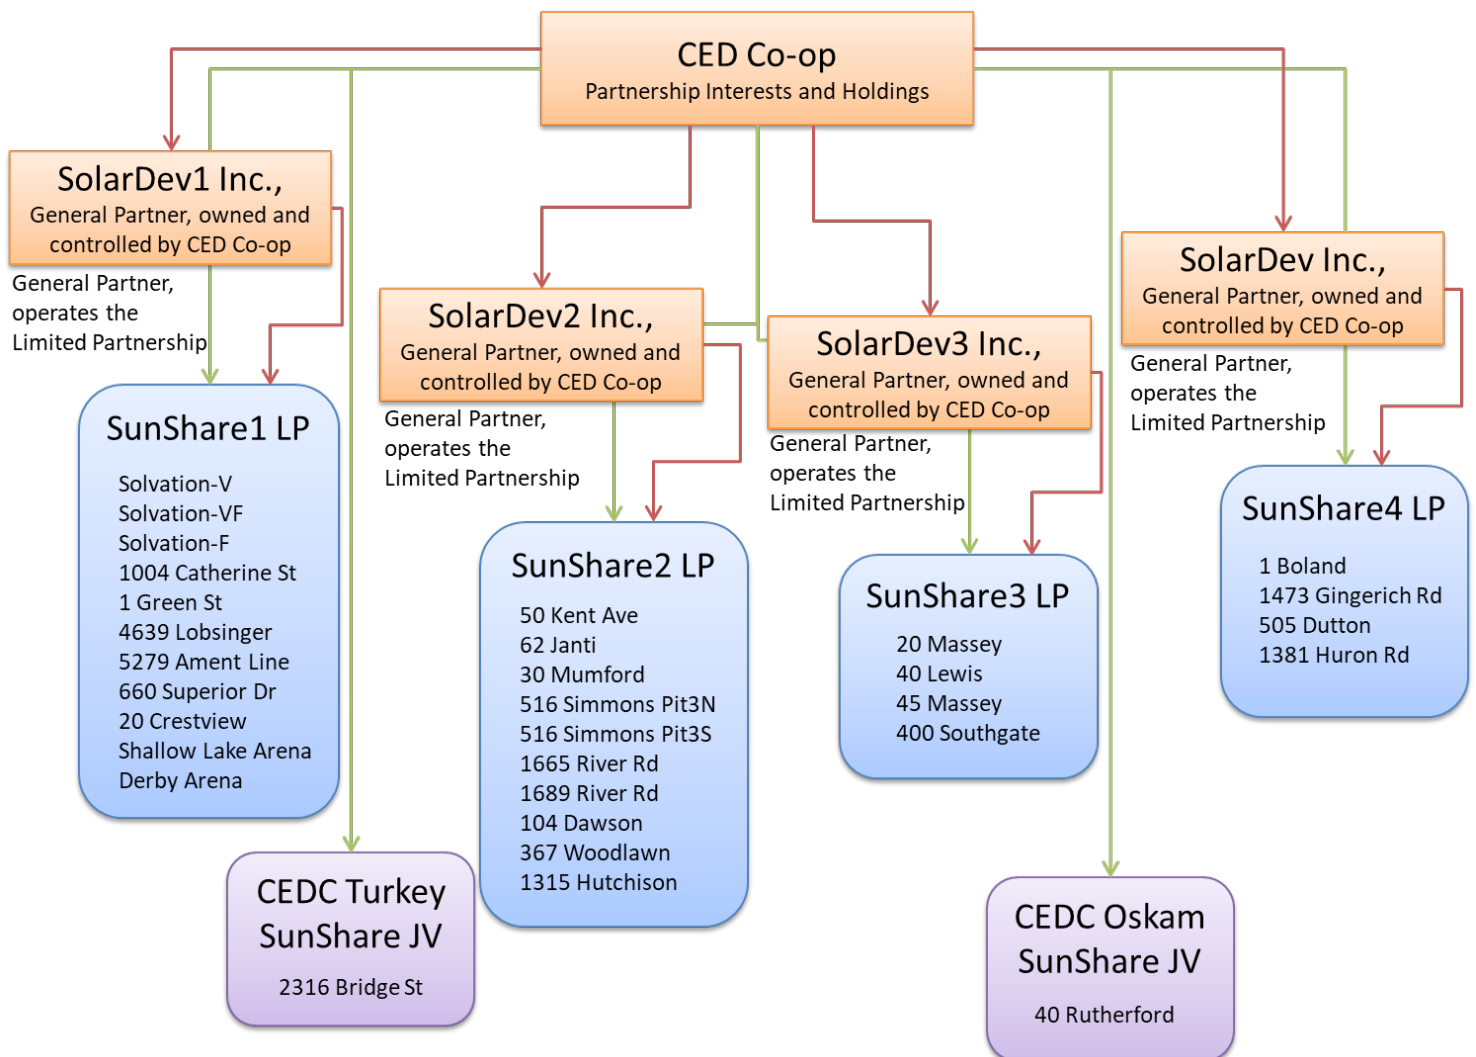 CED Co-op
Partnership Interests and Holdings
SolarDev1 Inc.,
General Partner, owned and
controlled by CED Co-op
General Partner,
operates the
Limited Partnership
SunShare1 LP
Solvation-V
Solvation-VF
Solvation-F
1004 Catherine St
1 Green St
4639 Lobsinger
5279 Ament Line
660 Superior Dr
20 Crestview
Shallow Lake Arena
Derby Arena
CEDC Turkey
SunShare JV
2316 Bridge St
SolarDev2 Inc.,
General Partner, owned and
controlled by CED Co-op
General Partner,
operates the
Limited Partnership
SunShare2 LP
50 Kent Ave
62 Janti
30 Mumford
516 Simmons Pit3N
516 Simmons Pit3S
1665 River Rd
1689 River Rd
104 Dawson
367 Woodlawn
1315 Hutchison
SolarDev3 Inc.,
General Partner, owned and
controlled by CED Co-op
General Partner,
operates the
Limited Partnership
SunShare3 LP
20 Massey
40 Lewis
45 Massey
400 Southgate
SolarDev Inc.,
General Partner, owned and
controlled by CED Co-op
General Partner,
operates the
Limited Partnership
SunShare4 LP
1 Boland
1473 Gingerich Rd
505 Dutton
1381 Huron Rd
CEDC Oskam
SunShare JV
40 Rutherford